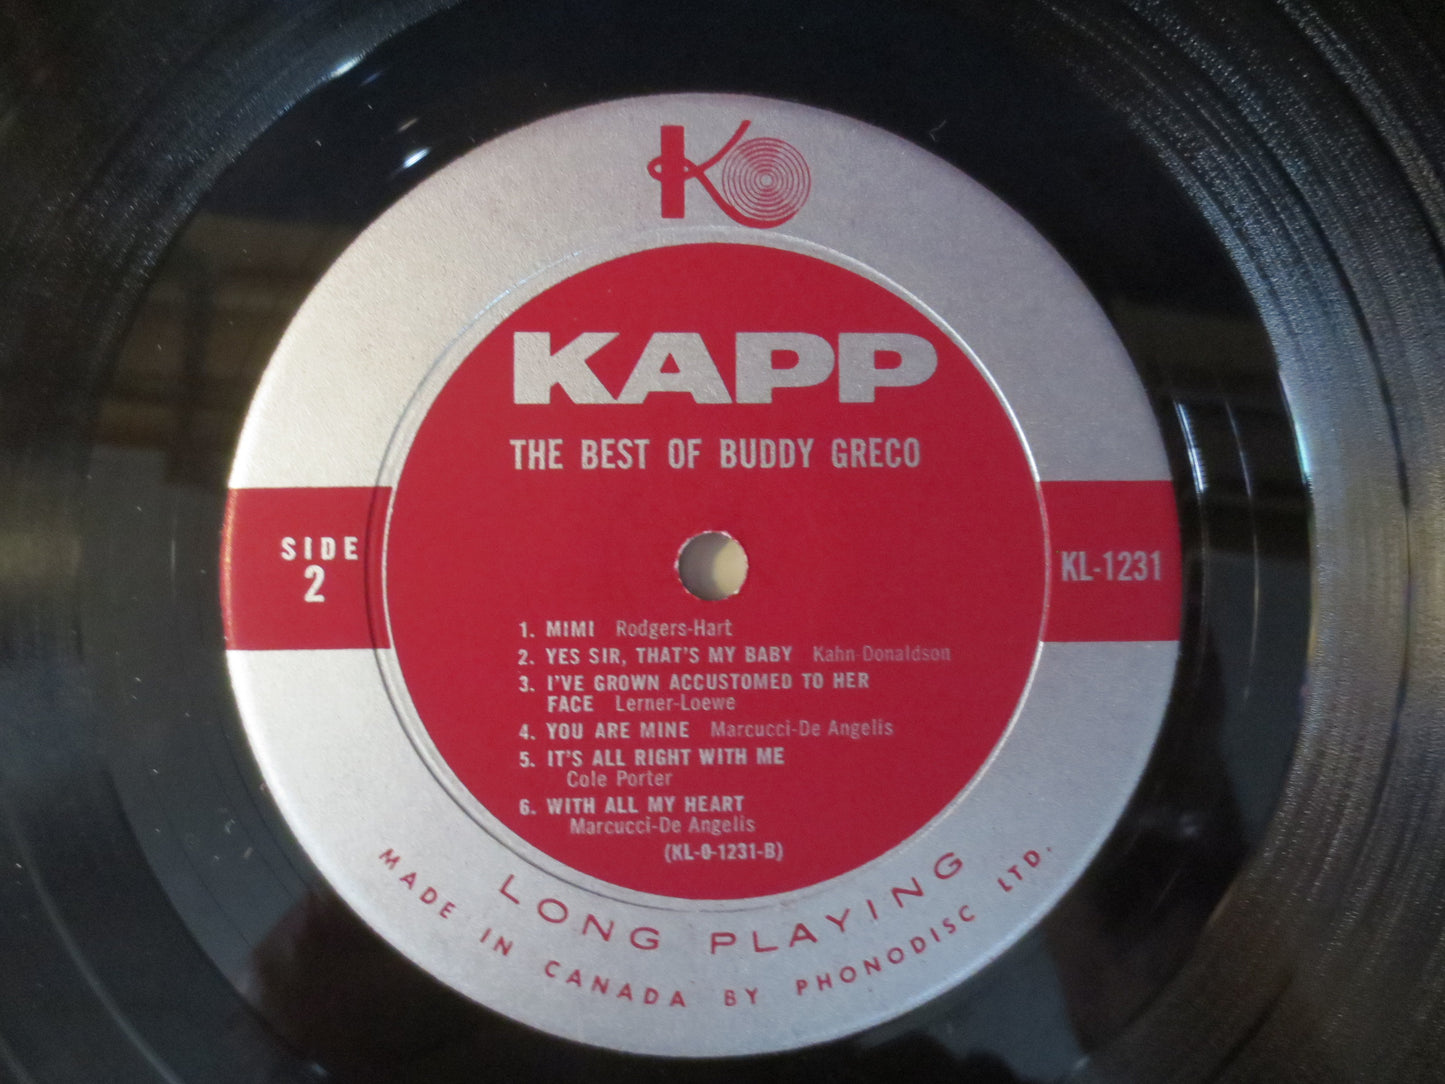 K
KAPP
THE BEST OF BUDDY GRECO
SIDE
2
KL-1231
1. MIMI Rodgers-Hart
2. YES SIR, THAT'S MY BABY Kahn-Donaldson
3. I'VE GROWN ACCUSTOMED TO HER
FACE Lerner-Loewe
4. YOU ARE MINE Marcucci-De Angelis
5. IT'S ALL RIGHT WITH ME
Cole Porter
6. WITH ALL MY HEART
Marcucci-De Angelis
(KL-0-1231-B)
LONG PLAYING
MADE IN CANADA BY PHONODISC LTD.